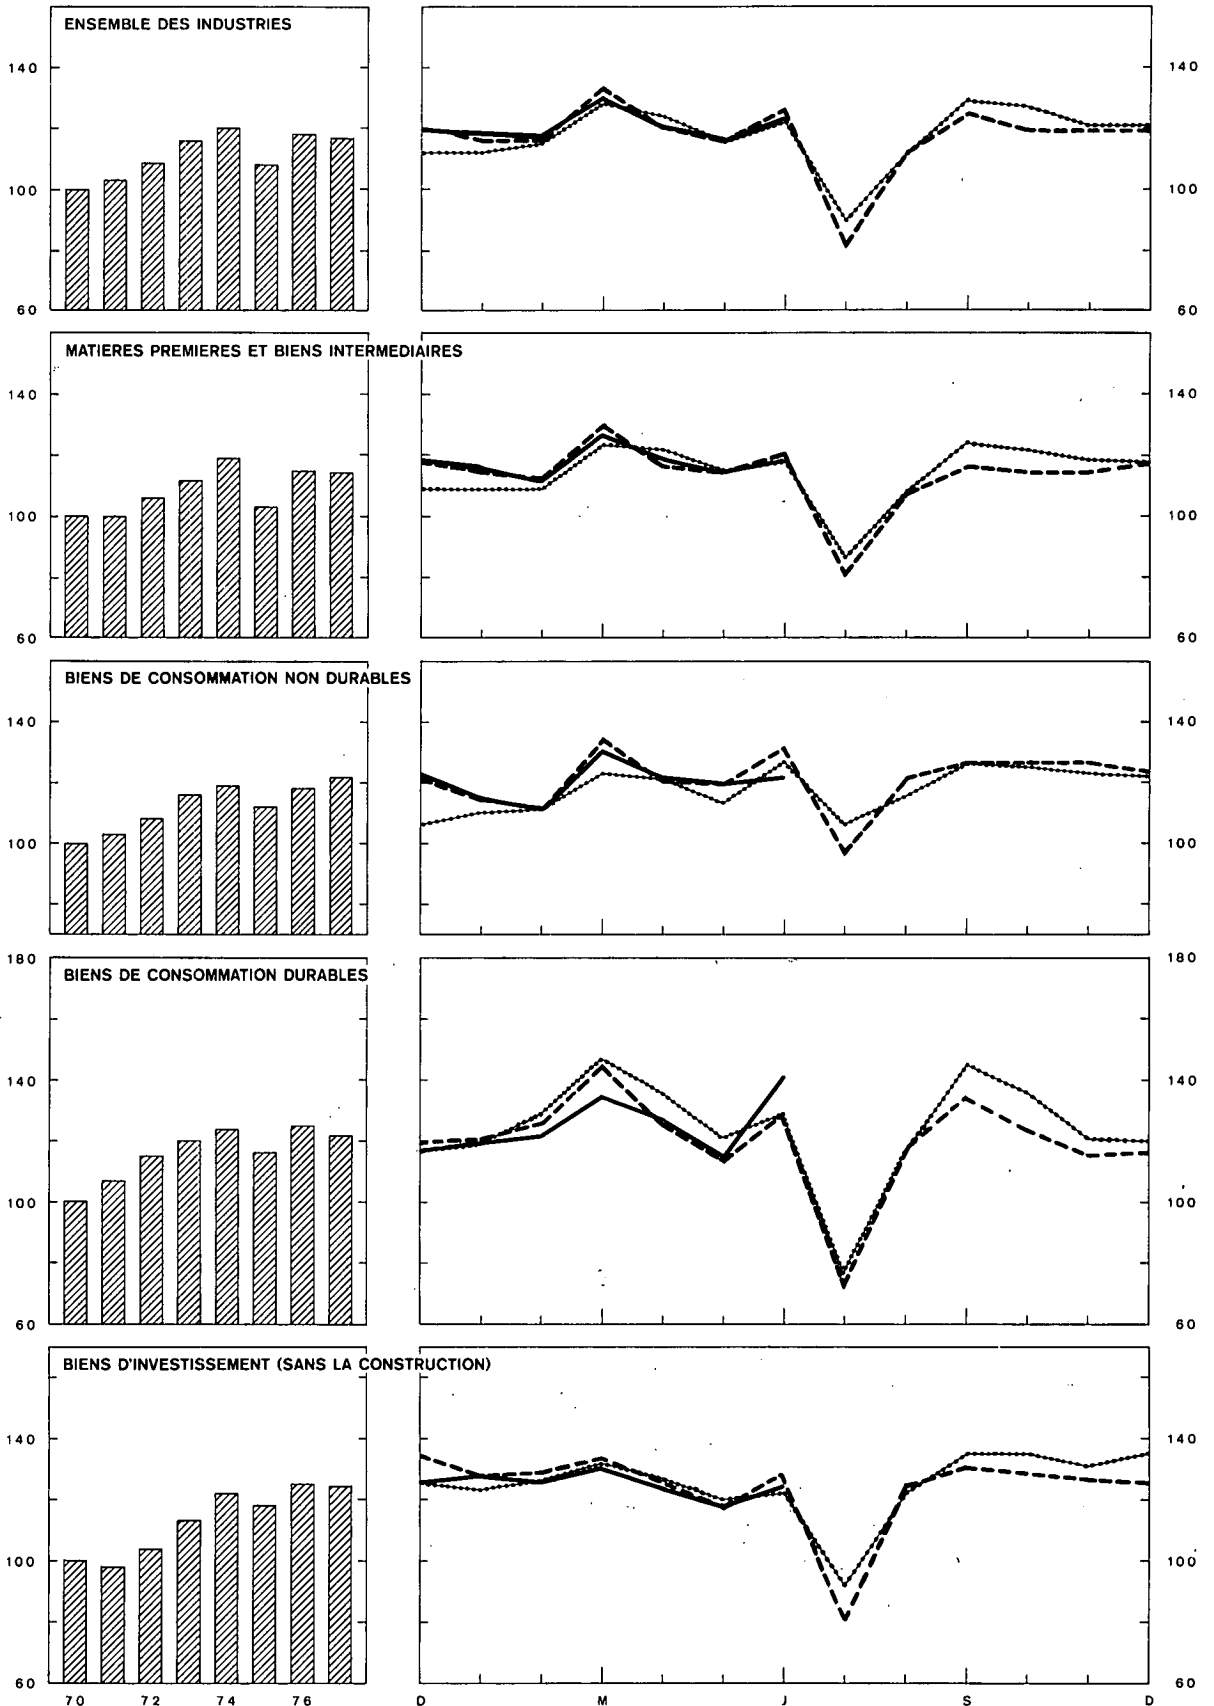 ENSEMBLE DES INDUSTRIES
140 140
100 100
60 60
MATIERES PREMIERES ET BIENS INTERMEDIAIRES
140 140
100 100
60 60
BIENS DE CONSOMMATION NON DURABLES
140 140
100 100
180 180
BIENS DE CONSOMMATION DURABLES
140 140
100 100
60 60
BIENS D'INVESTISSEMENT (SANS LA CONSTRUCTION)
140 140
100 100
60 60
70 72 74 76 D M J S D